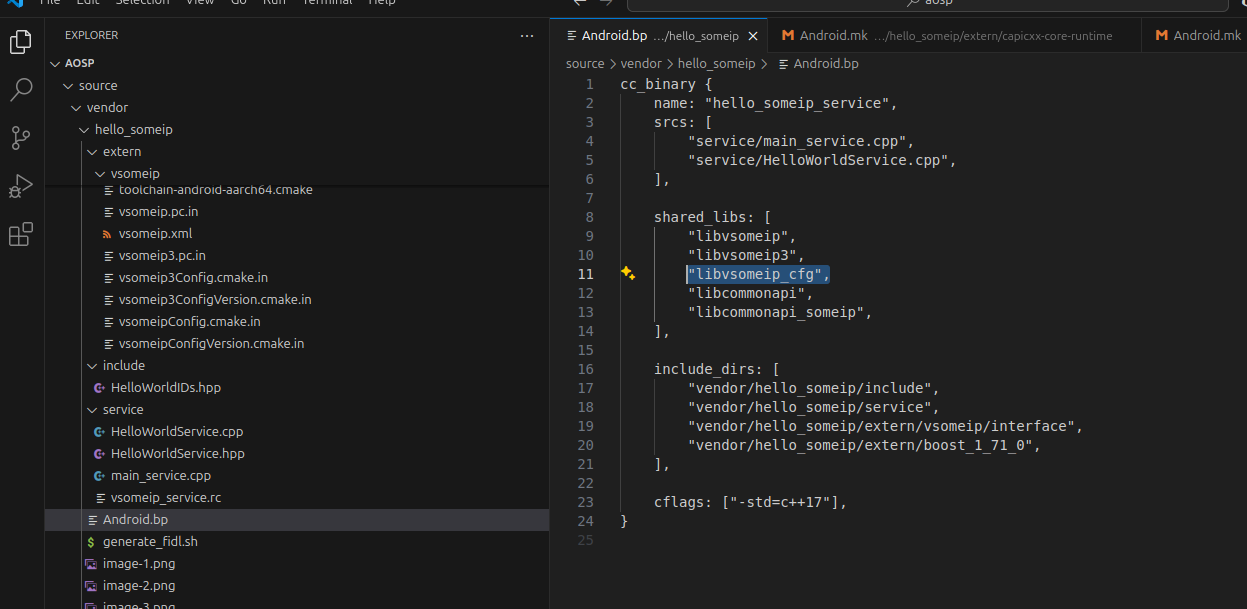 File Edit Selection View Go Run Terminal Help
aosp
EXPLORER
AOSP
source
vendor
hello_someip
extern
vsomeip
toolchain-android-aarch64.cmake
vsomeip.pc.in
vsomeip.xml
vsomeip3.pc.in
vsomeip3Config.cmake.in
vsomeip3ConfigVersion.cmake.in
vsomeipConfig.cmake.in
vsomeipConfigVersion.cmake.in
include
HelloWorldIDs.hpp
service
HelloWorldService.cpp
HelloWorldService.hpp
main_service.cpp
vsomeip_service.rc
Android.bp
generate_fidl.sh
image-1.png
image-2.png
image-3.png
Android.bp .../hello_someip
Android.mk .../hello_someip/extern/capicxx-core-runtime
Android.mk
source > vendor > hello_someip > Android.bp
1 cc_binary {
2 name: "hello_someip_service",
3 srcs: [
4 "service/main_service.cpp",
5 "service/HelloWorldService.cpp",
6 ],
7
8 shared_libs: [
9 "libvsomeip",
10 "libvsomeip3",
11 "libvsomeip_cfg",
12 "libcommonapi",
13 "libcommonapi_someip",
14 ],
15
16 include_dirs: [
17 "vendor/hello_someip/include",
18 "vendor/hello_someip/service",
19 "vendor/hello_someip/extern/vsomeip/interface",
20 "vendor/hello_someip/extern/boost_1_71_0",
21 ],
22
23 cflags: ["-std=c++17"],
24 }
25